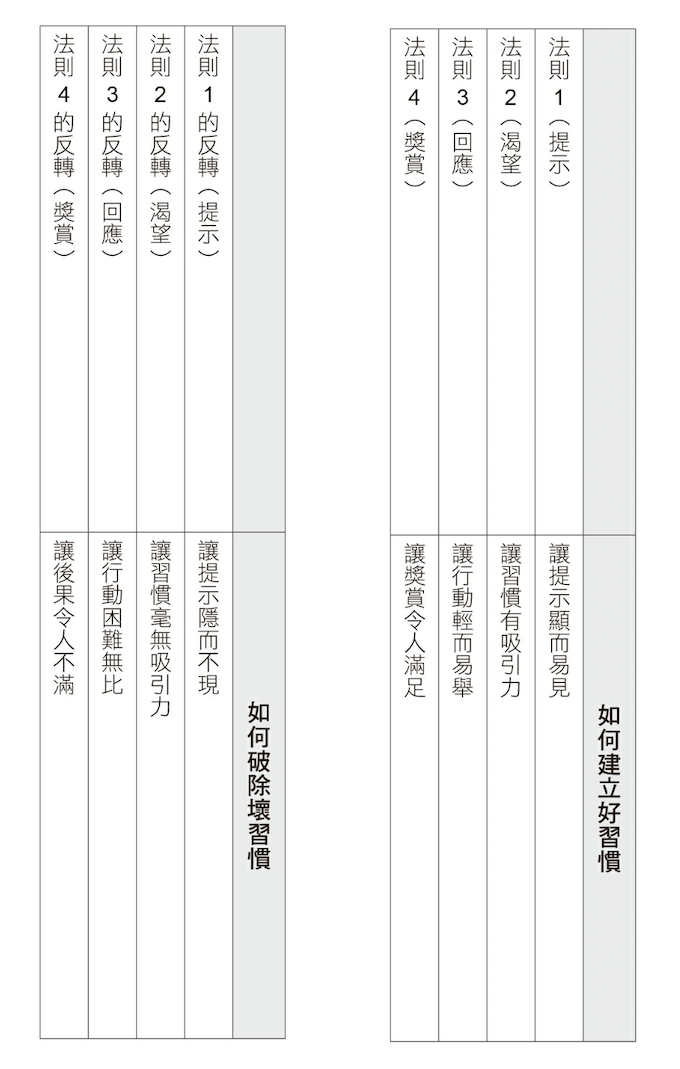 如何建立好習慣
法則1（提示）
讓提示顯而易見
法則2（渴望）
讓習慣有吸引力
法則3（回應）
讓行動輕而易舉
法則4（獎賞）
讓獎賞令人滿足
如何破除壞習慣
法則1的反轉（提示）
讓提示隱而不現
法則2的反轉（渴望）
讓習慣毫無吸引力
法則3的反轉（回應）
讓行動困難無比
法則4的反轉（獎賞）
讓後果令人不滿